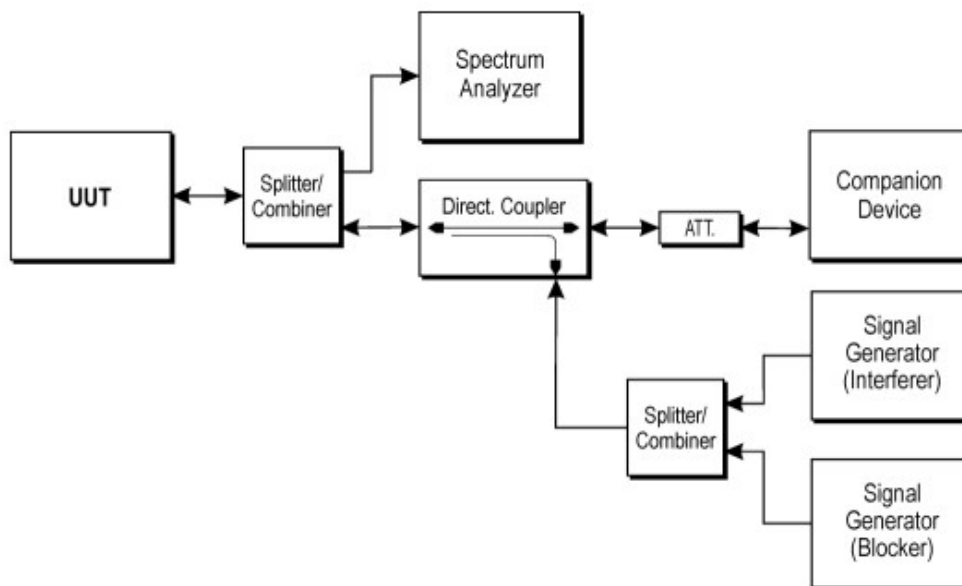 Spectrum
Analyzer
UUT
Splitter/
Combiner
Direct. Coupler
ATT.
Companion
Device
Signal
Generator
(Interferer)
Splitter/
Combiner
Signal
Generator
(Blocker)